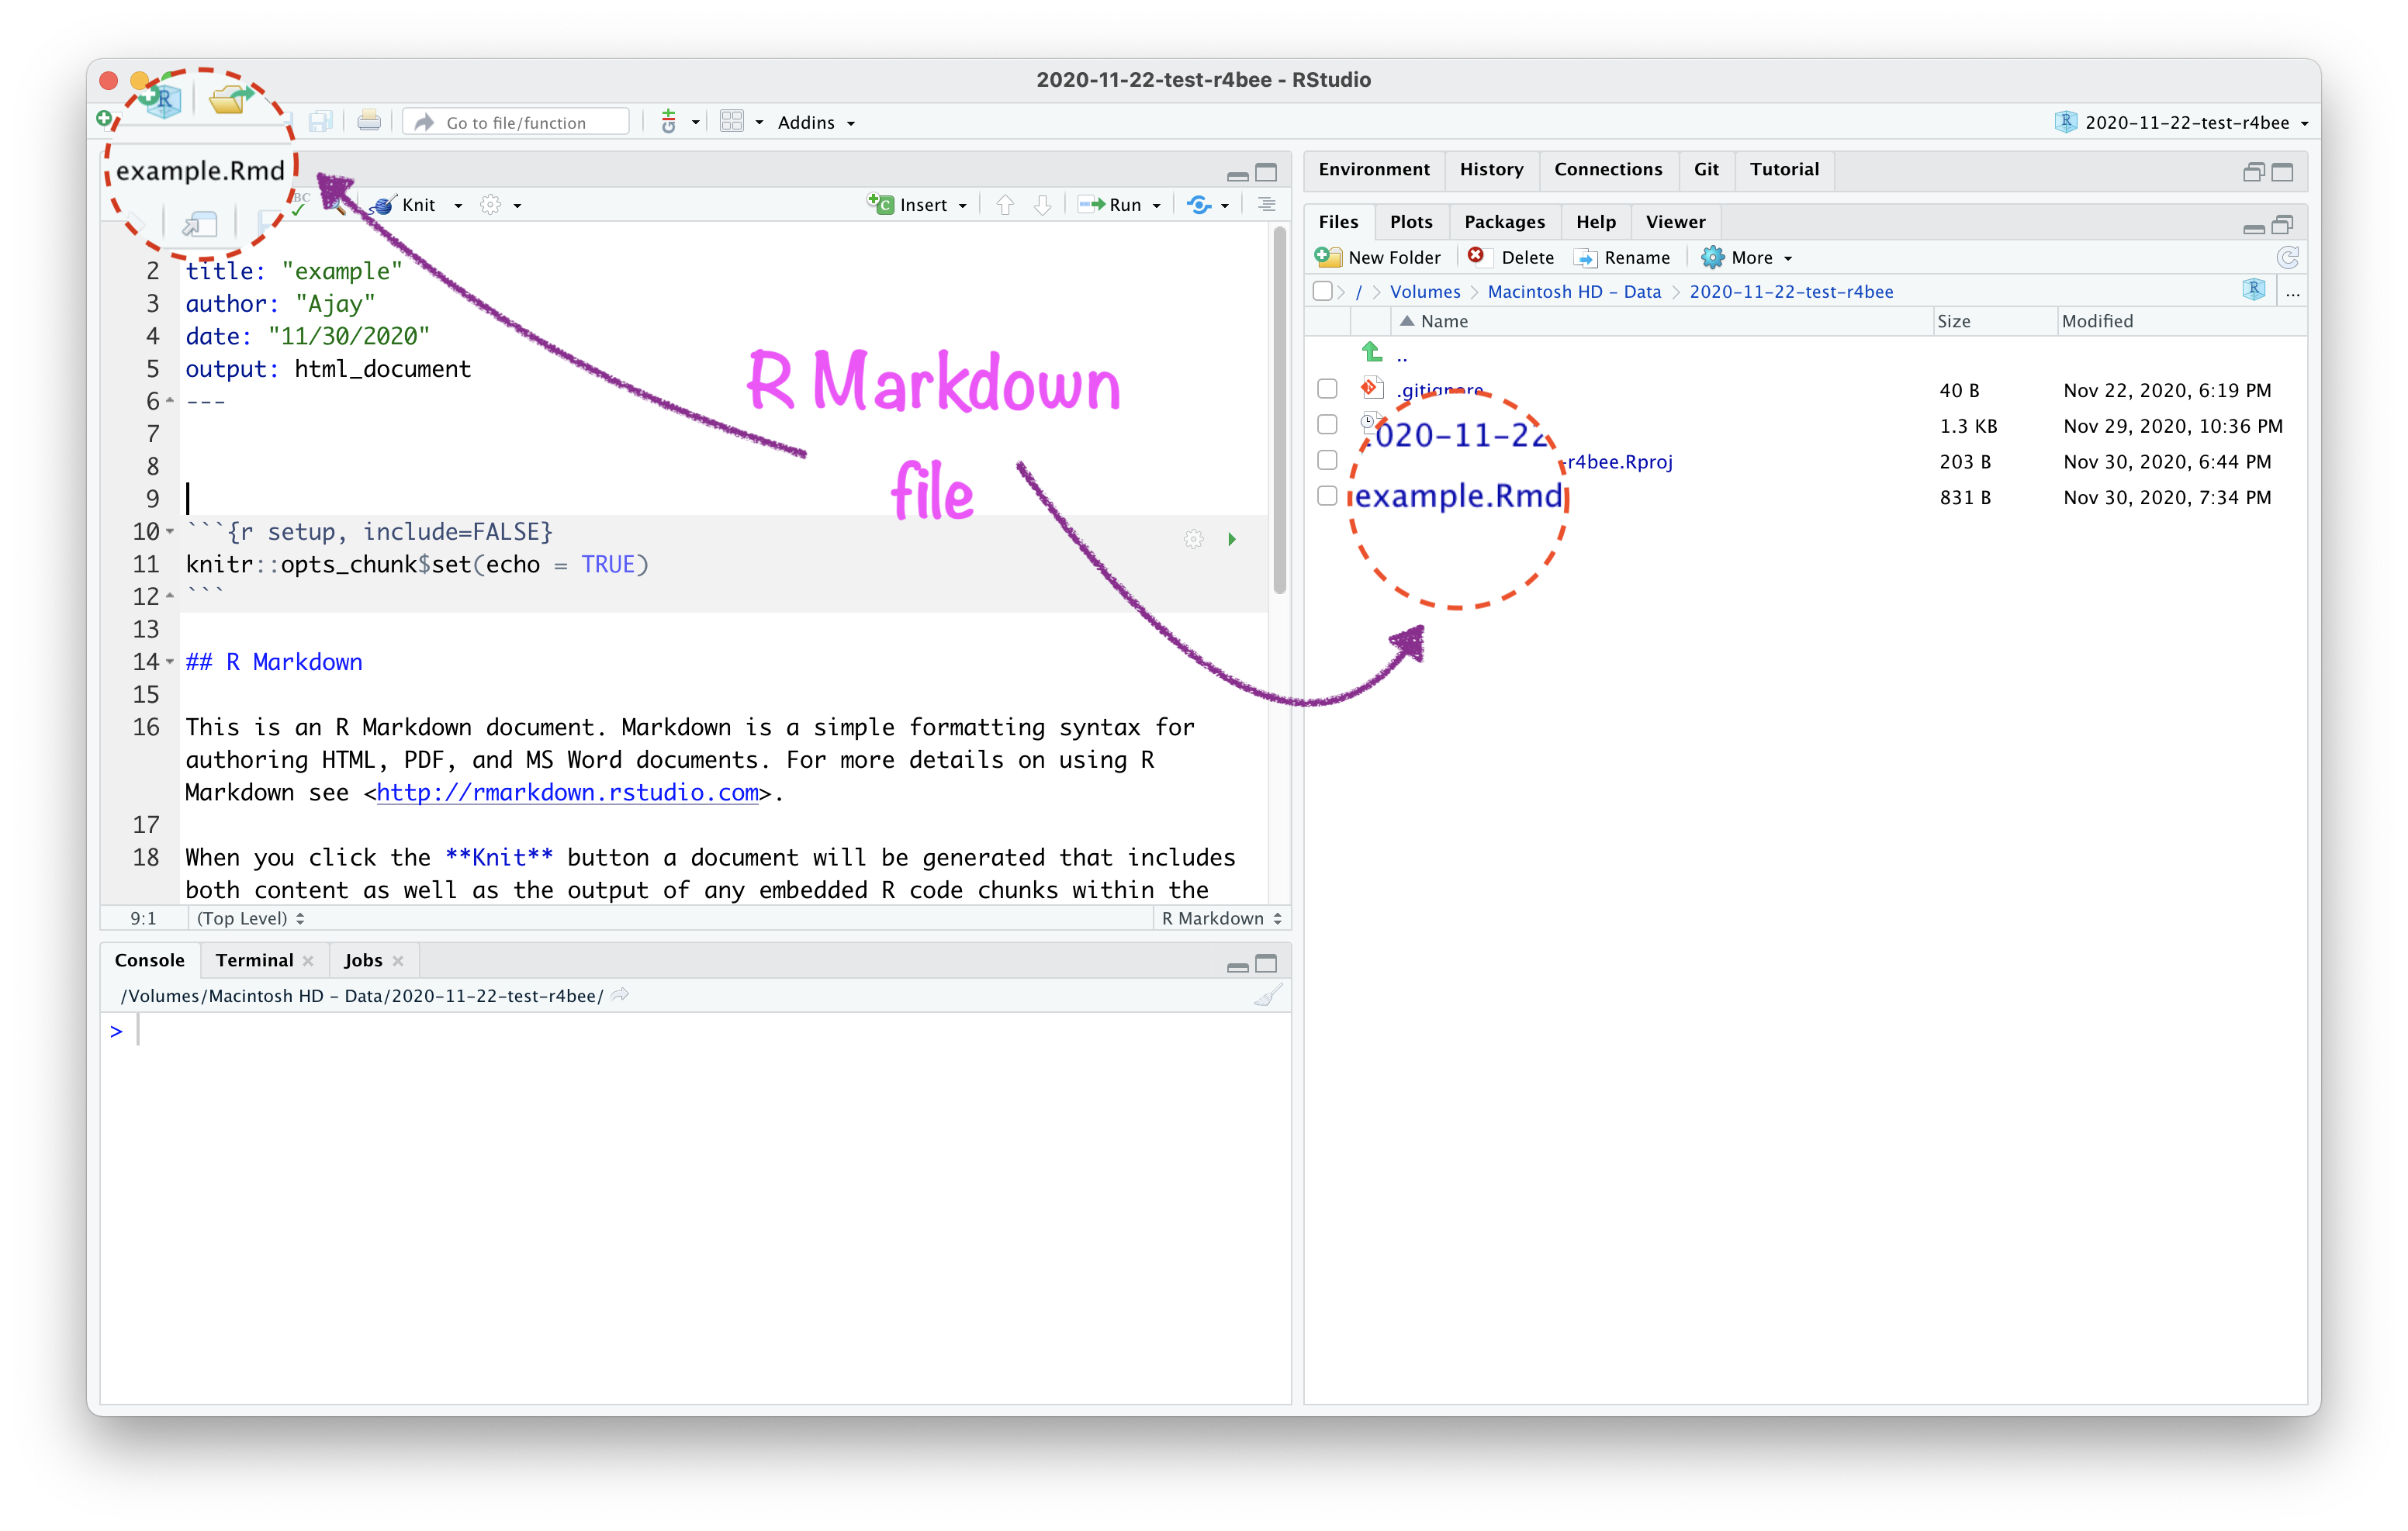 2020-11-22-test-r4bee - RStudio
Go to file/function
Addins
2020-11-22-test-r4bee
example.Rmd
Knit
Insert
Run
2 title: "example"
3 author: "Ajay"
4 date: "11/30/2020"
5 output: html_document
6 ---
7
8
9
10 ```{r setup, include=FALSE}
11 knitr::opts_chunk$set(echo = TRUE)
12 ```
13
14 ## R Markdown
15
16 This is an R Markdown document. Markdown is a simple formatting syntax for
authoring HTML, PDF, and MS Word documents. For more details on using R
Markdown see <http://rmarkdown.rstudio.com>.
17
18 When you click the **Knit** button a document will be generated that includes
both content as well as the output of any embedded R code chunks within the
9:1 (Top Level) R Markdown
R Markdown
file
Console Terminal Jobs
/Volumes/Macintosh HD - Data/2020-11-22-test-r4bee/
>
Environment History Connections Git Tutorial
Files Plots Packages Help Viewer
New Folder Delete Rename More
/ Volumes Macintosh HD - Data 2020-11-22-test-r4bee ...
Name Size Modified
..
.gitignore 40 B Nov 22, 2020, 6:19 PM
1.3 KB Nov 29, 2020, 10:36 PM
020-11-22 -r4bee.Rproj 203 B Nov 30, 2020, 6:44 PM
example.Rmd 831 B Nov 30, 2020, 7:34 PM